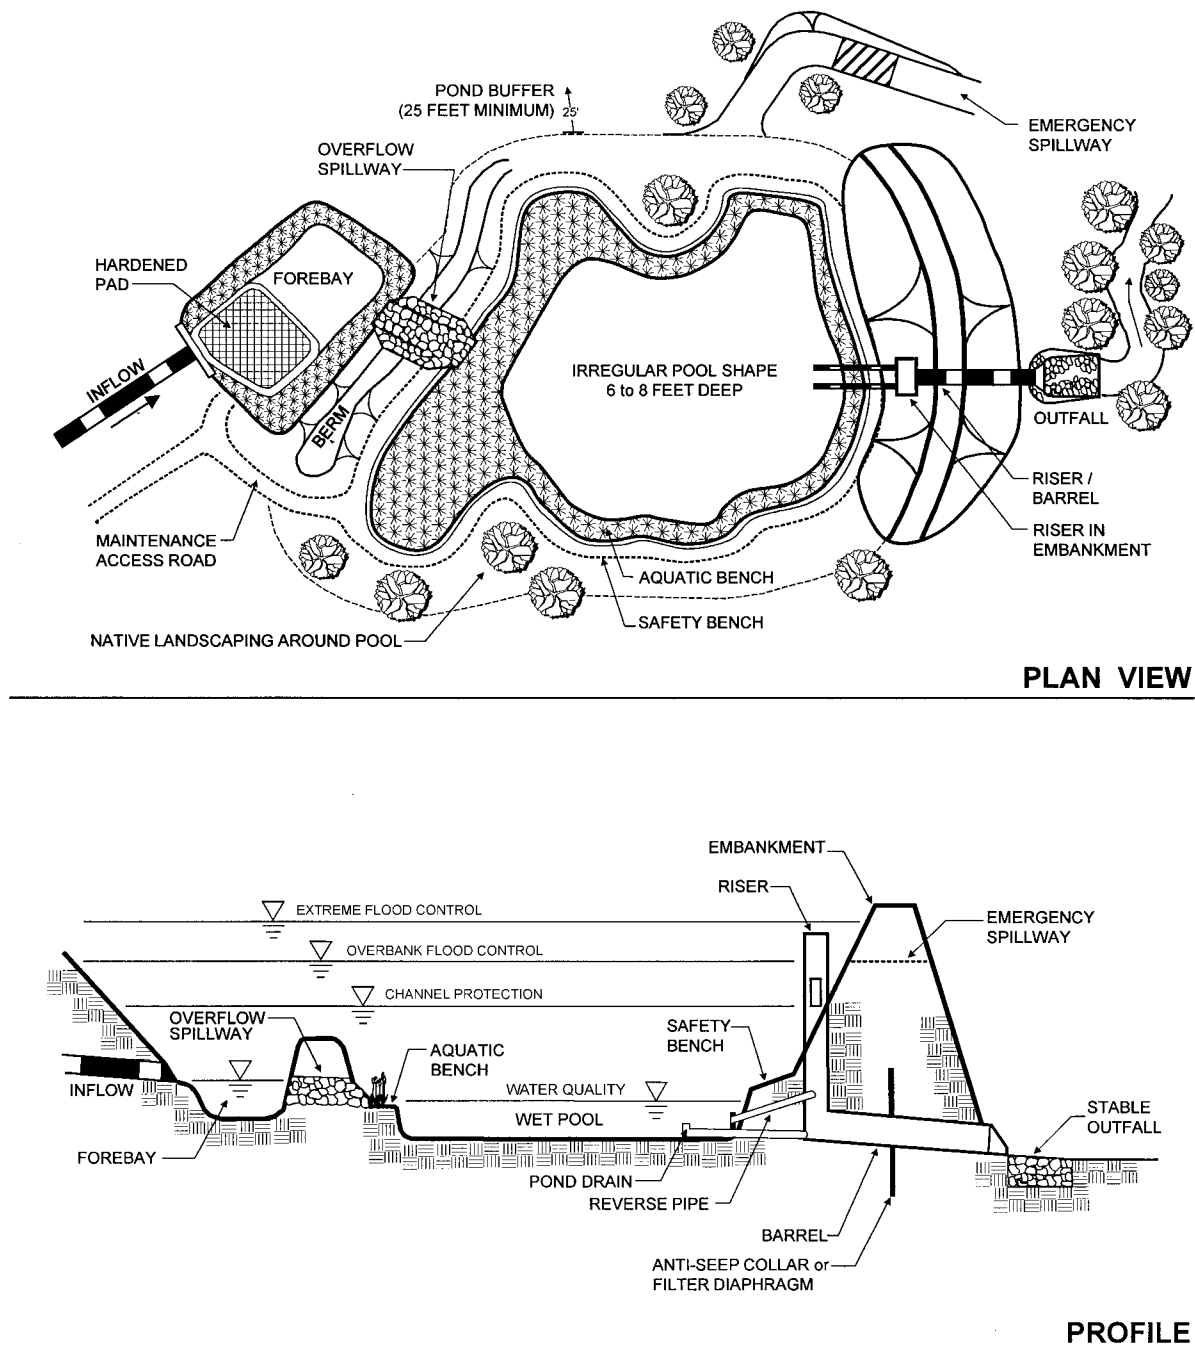 POND BUFFER
(25 FEET MINIMUM)
25'
EMERGENCY
SPILLWAY
OVERFLOW
SPILLWAY
HARDENED
PAD
FOREBAY
INFLOW
BERM
IRREGULAR POOL SHAPE
6 to 8 FEET DEEP
OUTFALL
RISER /
BARREL
RISER IN
EMBANKMENT
MAINTENANCE
ACCESS ROAD
AQUATIC BENCH
SAFETY BENCH
NATIVE LANDSCAPING AROUND POOL
PLAN VIEW
EMBANKMENT
RISER
EXTREME FLOOD CONTROL
EMERGENCY
SPILLWAY
OVERBANK FLOOD CONTROL
CHANNEL PROTECTION
OVERFLOW
SPILLWAY
SAFETY
BENCH
AQUATIC
BENCH
INFLOW
WATER QUALITY
WET POOL
STABLE
OUTFALL
FOREBAY
POND DRAIN
REVERSE PIPE
BARREL
ANTI-SEEP COLLAR or
FILTER DIAPHRAGM
PROFILE